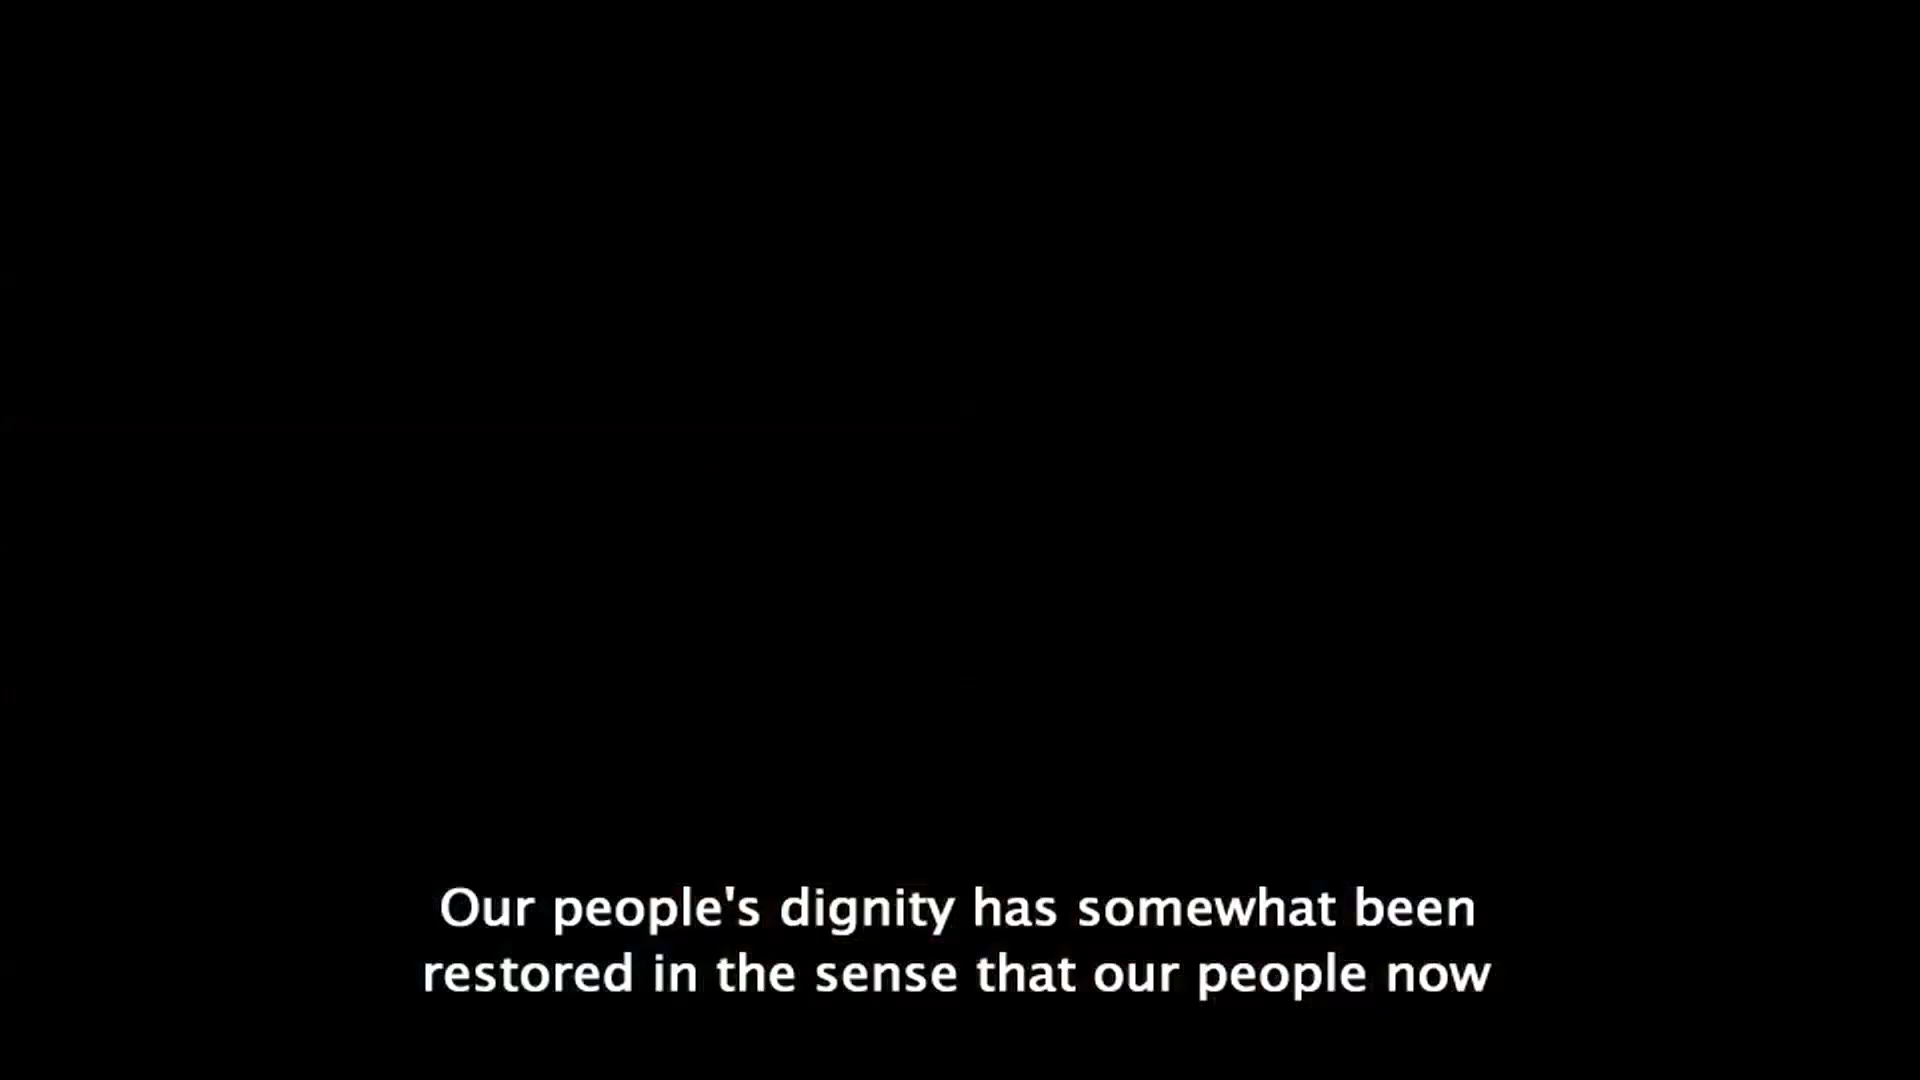 Our people's dignity has somewhat been
restored in the sense that our people now